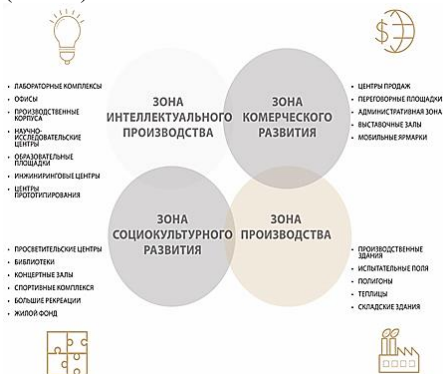 ЛАБОРАТОРНЫЕ КОМПЛЕКСЫ
ОФИСЫ
ПРОИЗВОДСТВЕННЫЕ
КОРПУСА
НАУЧНО-
ИССЛЕДОВАТЕЛЬСКИЕ
ЦЕНТРЫ
ОБРАЗОВАТЕЛЬНЫЕ
ПЛОЩАДКИ
ИНЖИНИРИНГОВЫЕ ЦЕНТРЫ
ЦЕНТРЫ
ПРОТОТИПИРОВАНИЯ
ЗОНА
ИНТЕЛЛЕКТУАЛЬНОГО
ПРОИЗВОДСТВА
ЗОНА
КОМЕРЧЕСКОГО
РАЗВИТИЯ
ЦЕНТРЫ ПРОДАЖ
ПЕРЕГОВОРНЫЕ ПЛОЩАДКИ
АДМИНИСТРАТИВНАЯ ЗОНА
ВЫСТАВОЧНЫЕ ЗАЛЫ
МОБИЛЬНЫЕ ЯРМАРКИ
ПРОСВЕТИТЕЛЬСКИЕ ЦЕНТРЫ
БИБЛИОТЕКИ
КОНЦЕРТНЫЕ ЗАЛЫ
СПОРТИВНЫЕ КОМПЛЕКСЯ
БОЛЬШИЕ РЕКРЕАЦИИ
ЖИЛОЙ ФОНД
ЗОНА
СОЦИОКУЛЬТУРНОГО
РАЗВИТИЯ
ЗОНА
ПРОИЗВОДСТВА
ПРОИЗВОДСТВЕННЫЕ
ЗДАНИЯ
ИСПЫТАТЕЛЬНЫЕ ПОЛЯ
ПОЛИГОНЫ
ТЕПЛИЦЫ
СКЛАДСКИЕ ЗДАНИЯ